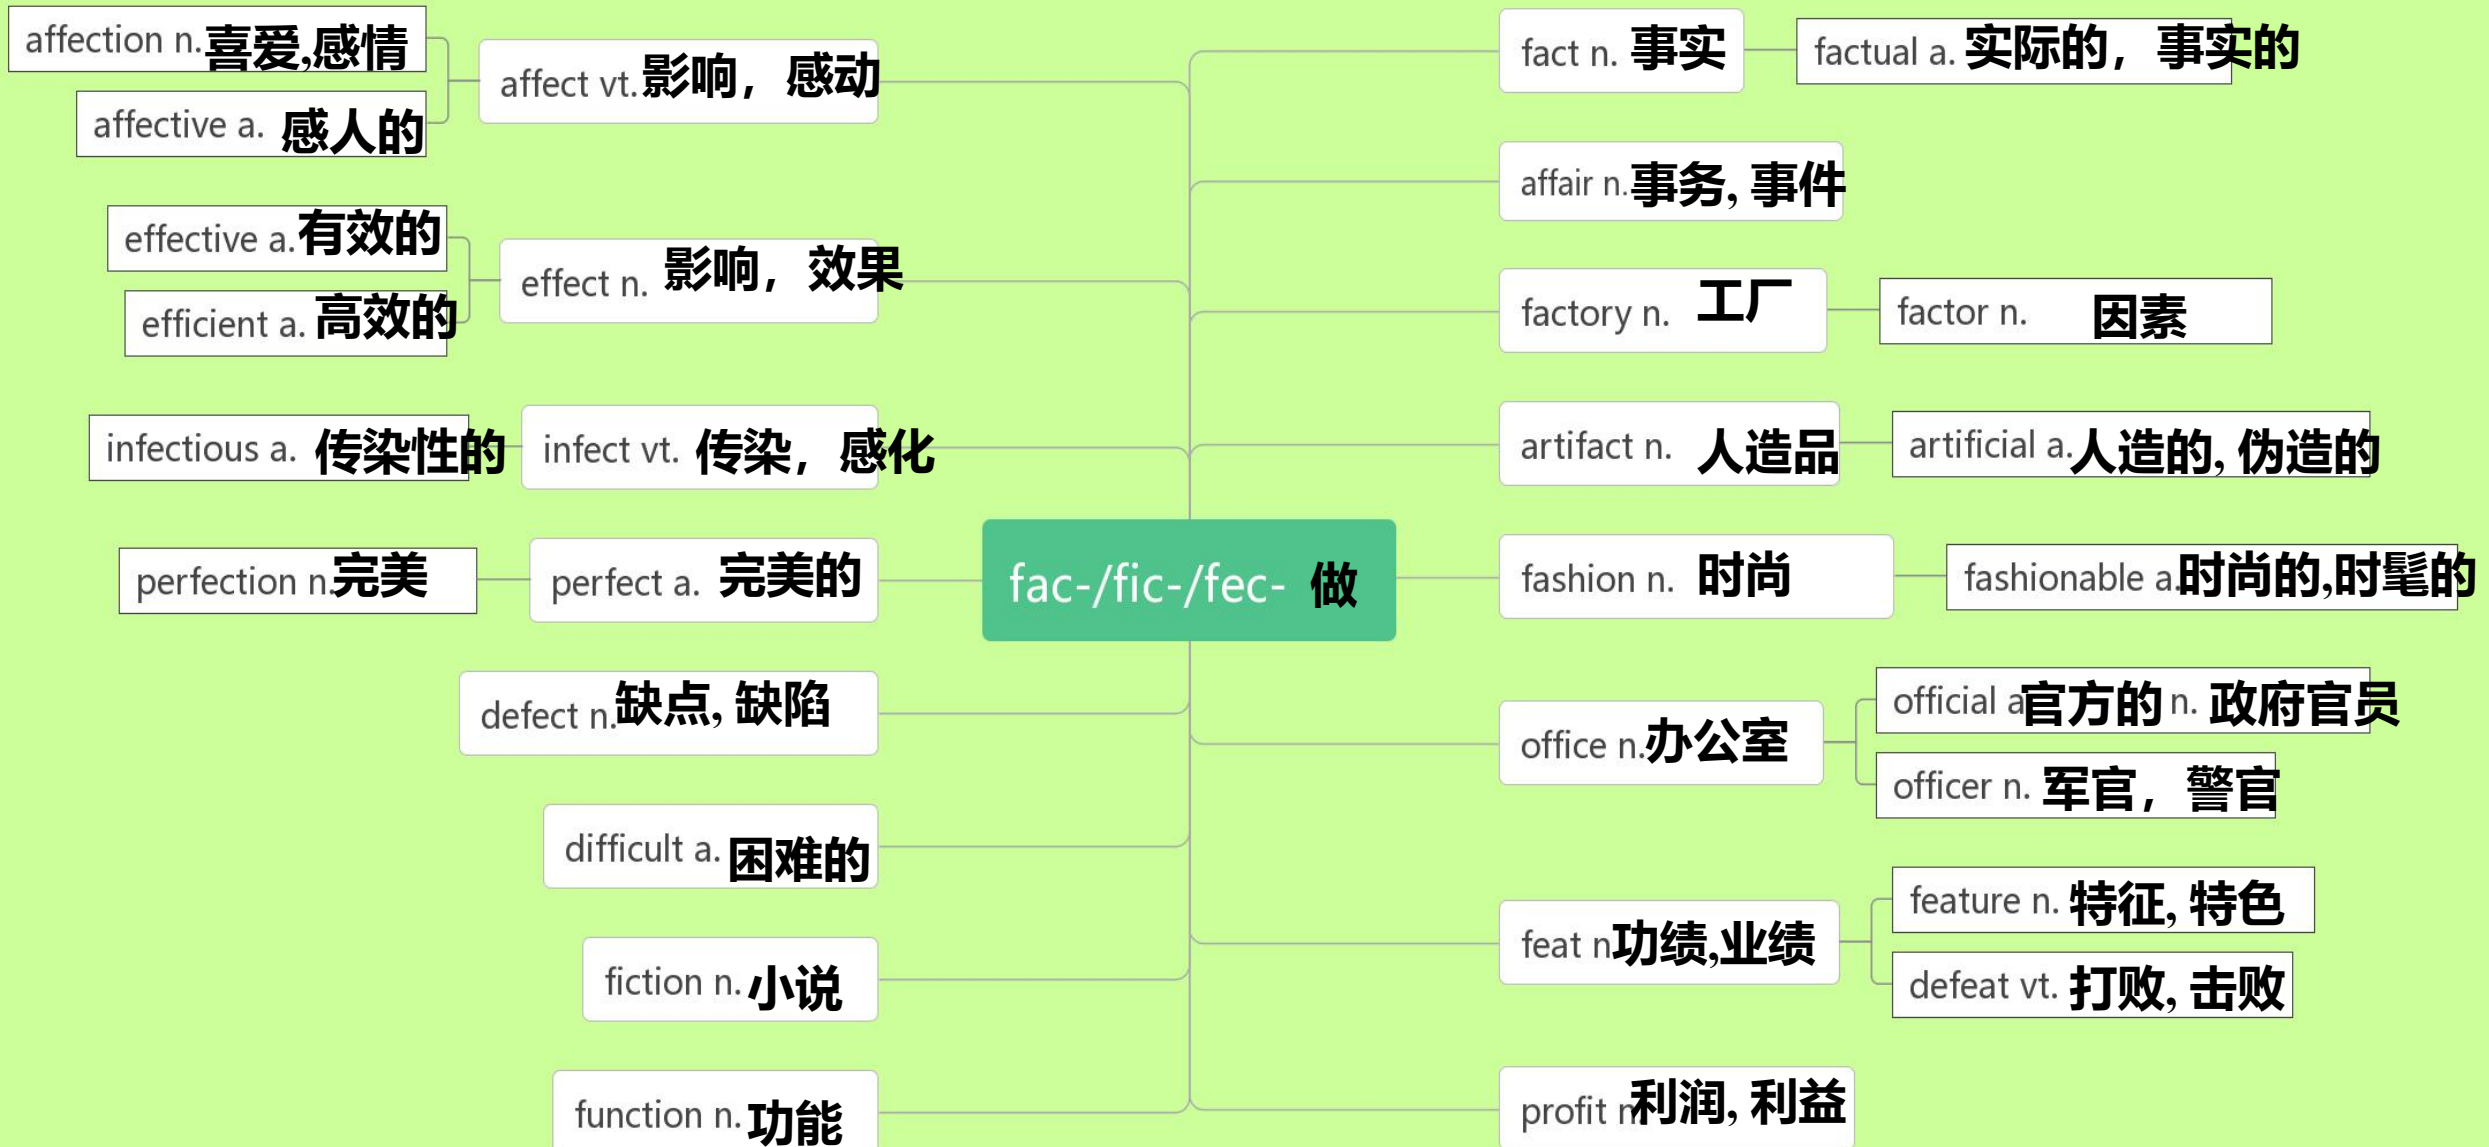 affection n.喜爱,感情
affect vt.影响，感动
affective a. 感人的
effective a.有效的
effect n. 影响，效果
efficient a. 高效的
infectious a. 传染性的
infect vt. 传染，感化
perfection n.完美
perfect a. 完美的
defect n.缺点, 缺陷
difficult a. 困难的
fiction n. 小说
function n. 功能
fac-/fic-/fec- 做
fact n. 事实
factual a. 实际的，事实的
affair n.事务, 事件
factory n. 工厂
factor n. 因素
artifact n. 人造品
artificial a.人造的, 伪造的
fashion n. 时尚
fashionable a.时尚的,时髦的
office n.办公室
official a官方的 n. 政府官员
officer n. 军官，警官
feat n功绩,业绩
feature n. 特征, 特色
defeat vt. 打败, 击败
profit n利润, 利益